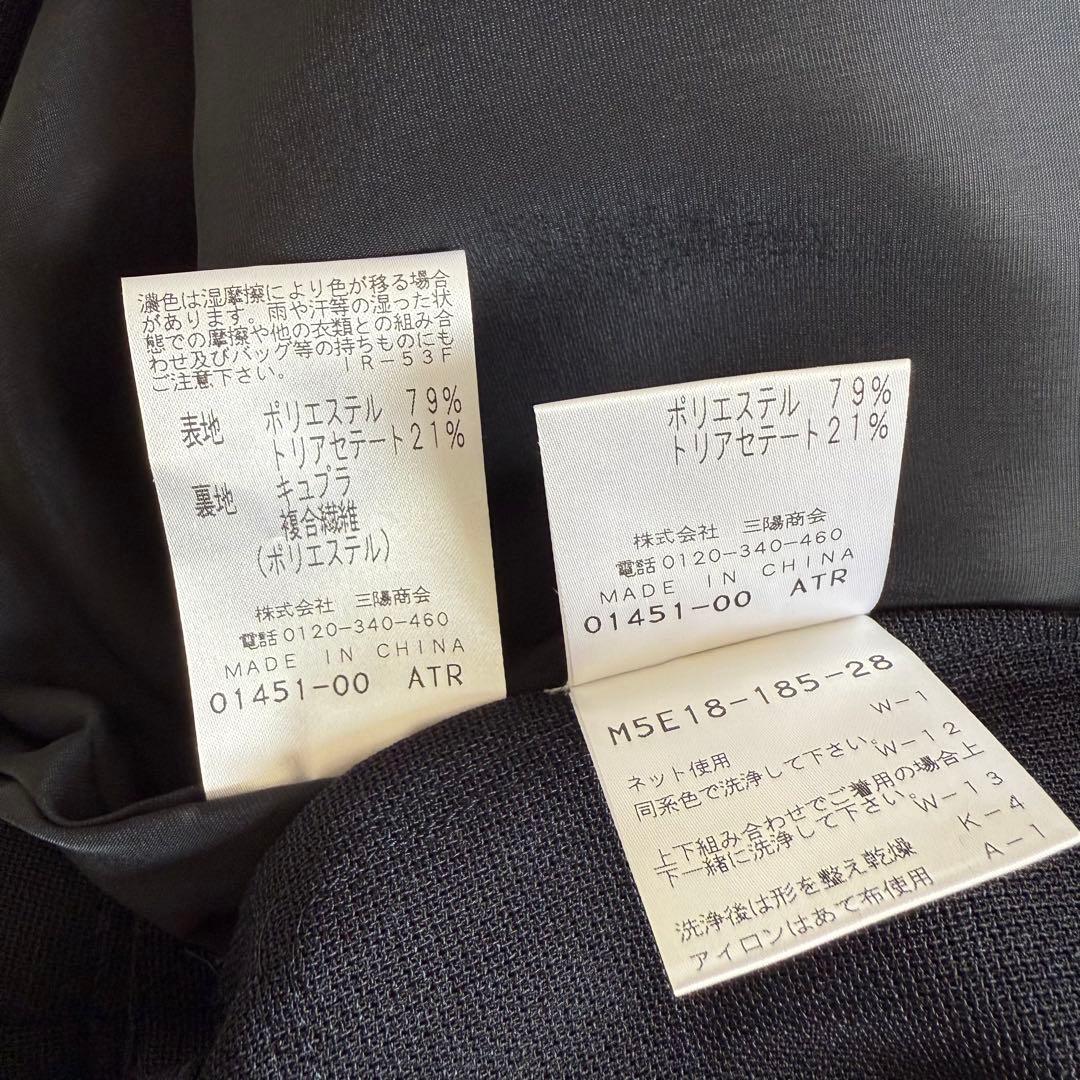 濃色は湿摩擦により色が移る場合
があります。雨や汗等の湿った状
態での摩擦や他の衣類との組み合
わせ及びバッグ等の持ちものにも
ご注意下さい。 IR-53F
表地 ポリエステル 79%
トリアセテート21%
裏地 キュプラ
複合繊維
(ポリエステル)
株式会社 三陽商会
電話0120-340-460
MADE IN CHINA
01451-00 ATR
ポリエステル 79%
トリアセテート21%
株式会社 三陽商会
電話0120-340-460
MADE IN CHINA
01451-00 ATR
M5E18-185-28
W-1
ネット使用
同系色で洗浄して下さい。
W-12
上下組み合わせでご着用の場合上
下一緒に洗浄して下さい。
W-13
K-4
洗浄後は形を整え乾燥
A-1
アイロンはあて布使用